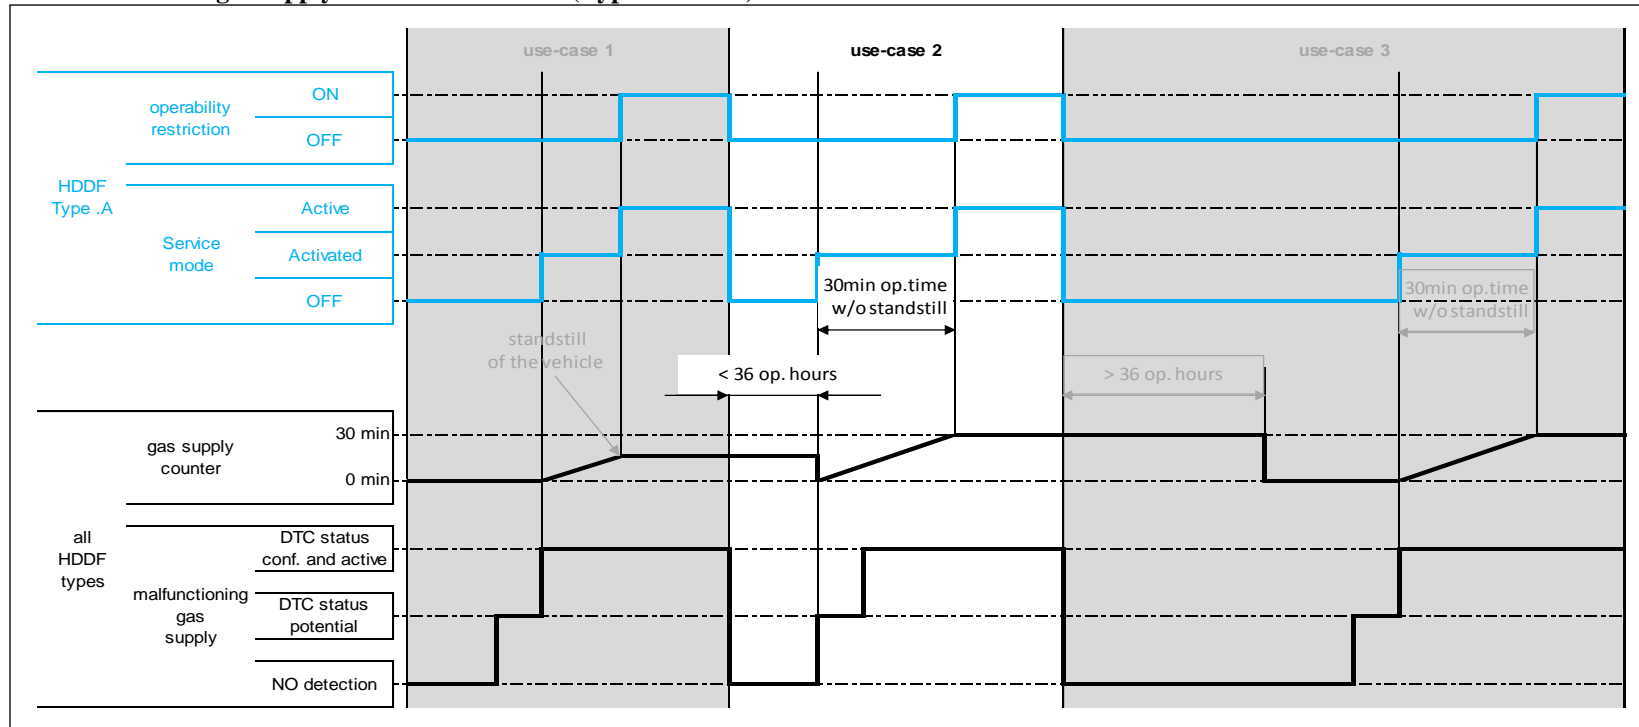 use-case 1
use-case 2
use-case 3
operability
restriction
ON
OFF
HDDF
Type .A
Service
mode
Active
Activated
OFF
30min op.time
w/o standstill
30min op.time
w/o standstill
standstill
of the vehicle
< 36 op. hours
> 36 op. hours
gas supply
counter
30 min
0 min
all
HDDF
types
malfunctioning
gas
supply
DTC status
conf. and active
DTC status
potential
NO detection